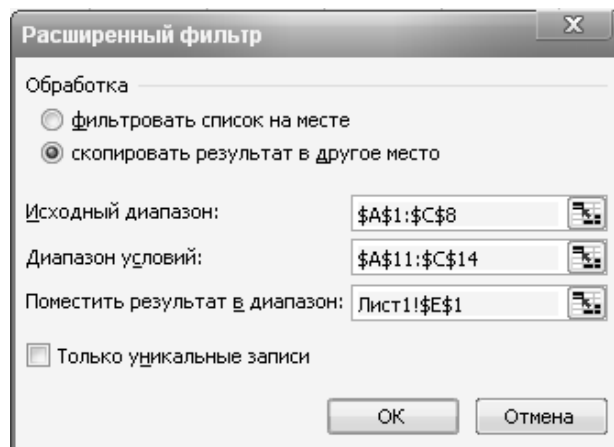 Расширенный фильтр
X
Обработка
фильтровать список на месте
скопировать результат в другое место
Исходный диапазон: $A$1:$C$8
Диапазон условий: $A$11:$C$14
Поместить результат в диапазон: Лист1!$E$1
Только уникальные записи
ОК Отмена